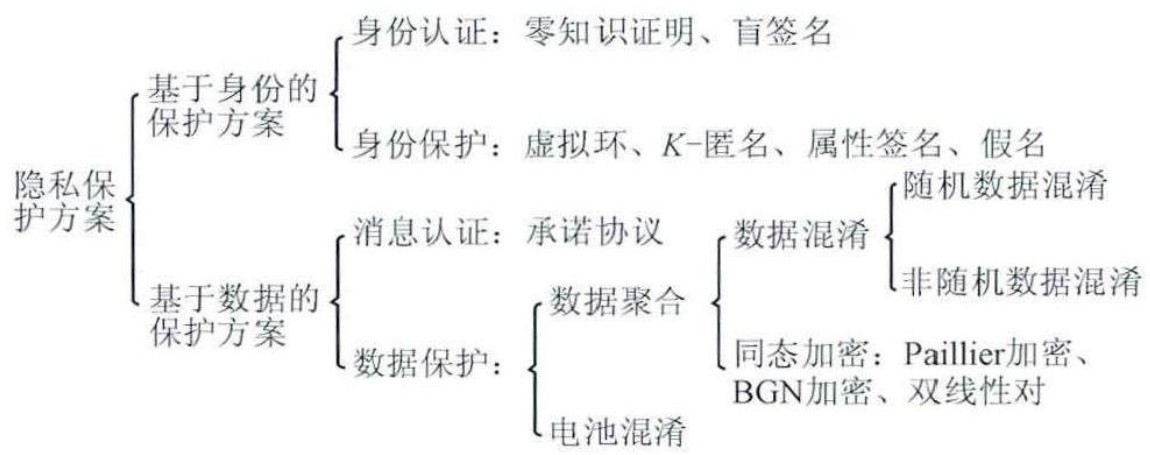 身份认证：零知识证明、盲签名
基于身份的
保护方案
身份保护：虚拟环、K-匿名、属性签名、假名
隐私保
护方案
随机数据混淆
消息认证：承诺协议
数据混淆
非随机数据混淆
基于数据的
保护方案
数据聚合
数据保护：
同态加密：Paillier加密、
BGN加密、双线性对
电池混淆